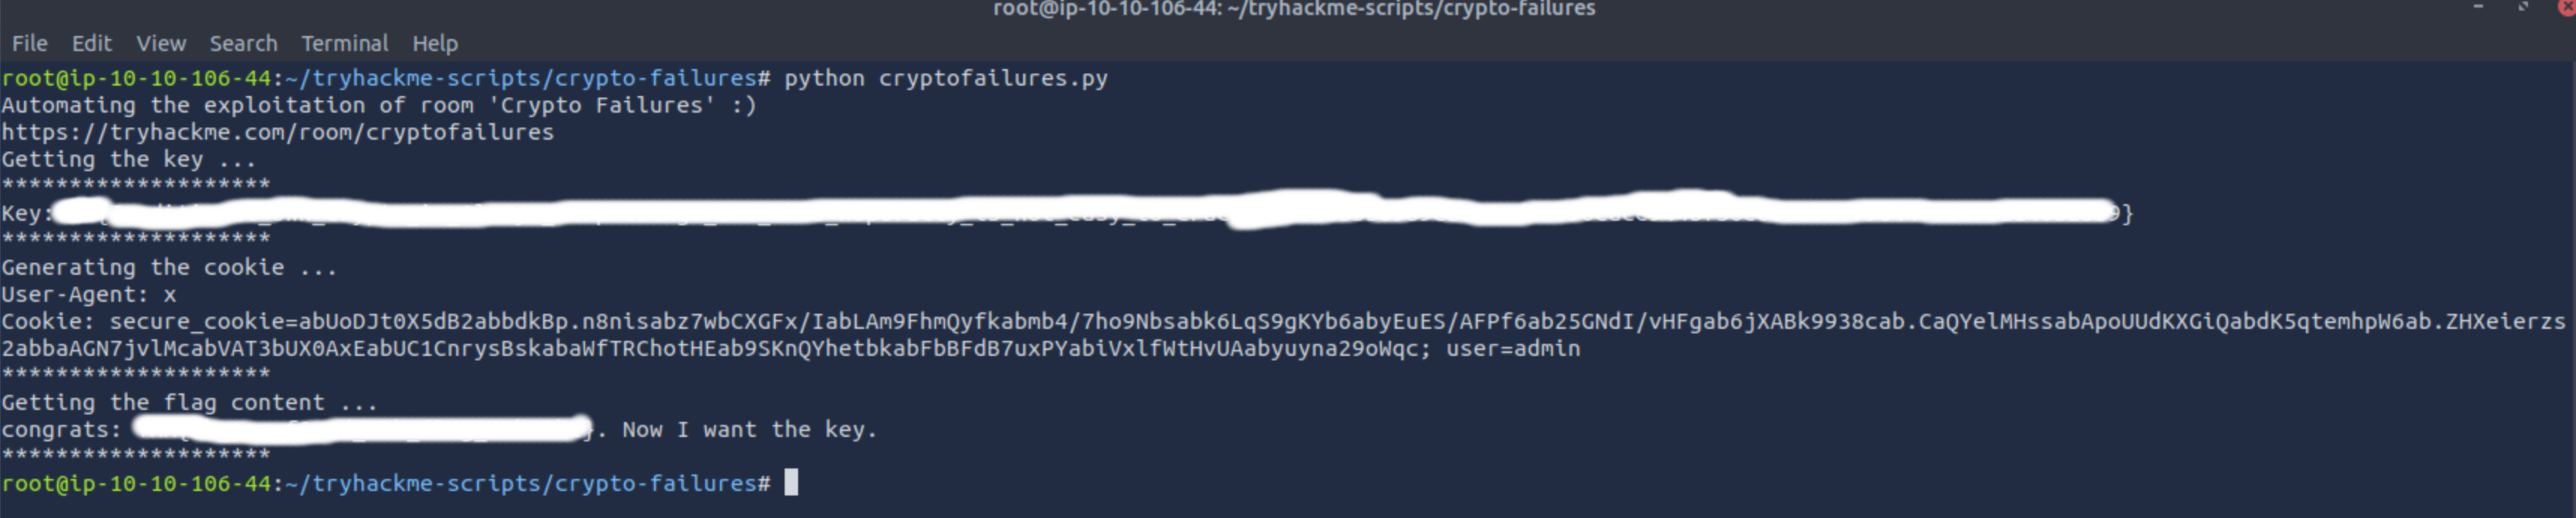 root@ip-10-10-106-44: ~/tryhackme-scripts/crypto-failures
File Edit View Search Terminal Help
root@ip-10-10-106-44:~/tryhackme-scripts/crypto-failures# python cryptofailures.py
Automating the exploitation of room 'Crypto Failures' :)
https://tryhackme.com/room/cryptofailures
Getting the key ...
********************
Key: }
********************
Generating the cookie ...
User-Agent: x
Cookie: secure_cookie=abUoDJt0X5dB2abbdkBp.n8nisabz7wbCXGFx/IabLAm9FhmQyfkabmb4/7ho9Nbsabk6LqS9gKYb6abyEuES/AFPf6ab25GNdI/vHFgab6jXABk9938cab.CaQYelMHssabApoUUdKXGiQabdK5qtemhpW6ab.ZHXeierzs
2abbaAGN7jvlMcabVAT3bUX0AxEabUC1CnrysBskabaWfTRChotHEab9SKnQYhetbkabFbBFdB7uxPYabiVxlfWtHvUAabyuyna29oWqc; user=admin
********************
Getting the flag content ...
congrats: }. Now I want the key.
********************
root@ip-10-10-106-44:~/tryhackme-scripts/crypto-failures#